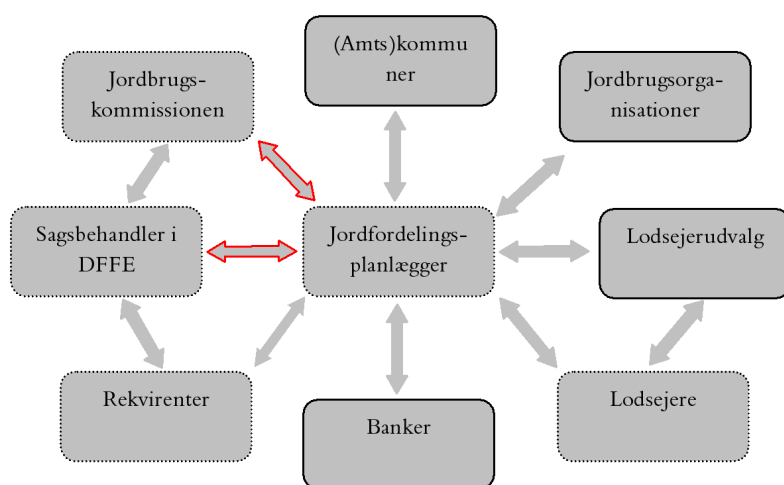 (Amts)kommu
ner
Jordbrugs-
kommissionen
Jordbrugsorga-
nisationer
Sagsbehandler i
DFFE
Jordfordelings-
planlægger
Lodsejerudvalg
Rekvirenter
Banker
Lodsejere